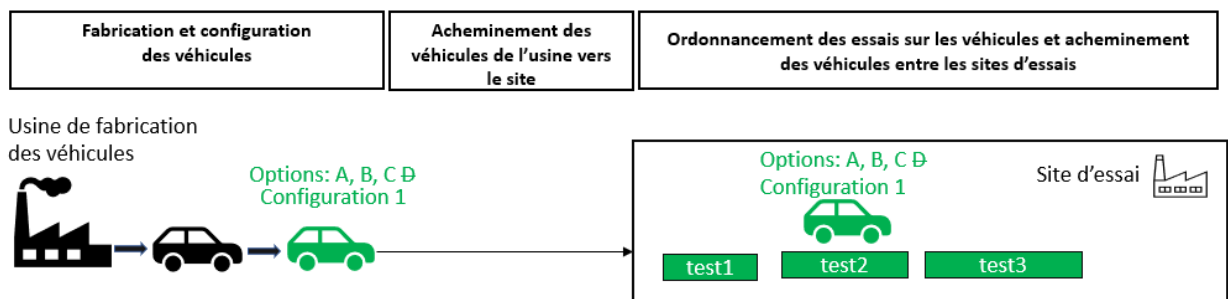 Fabrication et configuration
des véhicules
Acheminement des
véhicules de l'usine vers
le site
Ordonnancement des essais sur les véhicules et acheminement
des véhicules entre les sites d'essais
Usine de fabrication
des véhicules
Options: A, B, C D
Configuration 1
Options: A, B, C D
Configuration 1
Site d'essai
test1
test2
test3